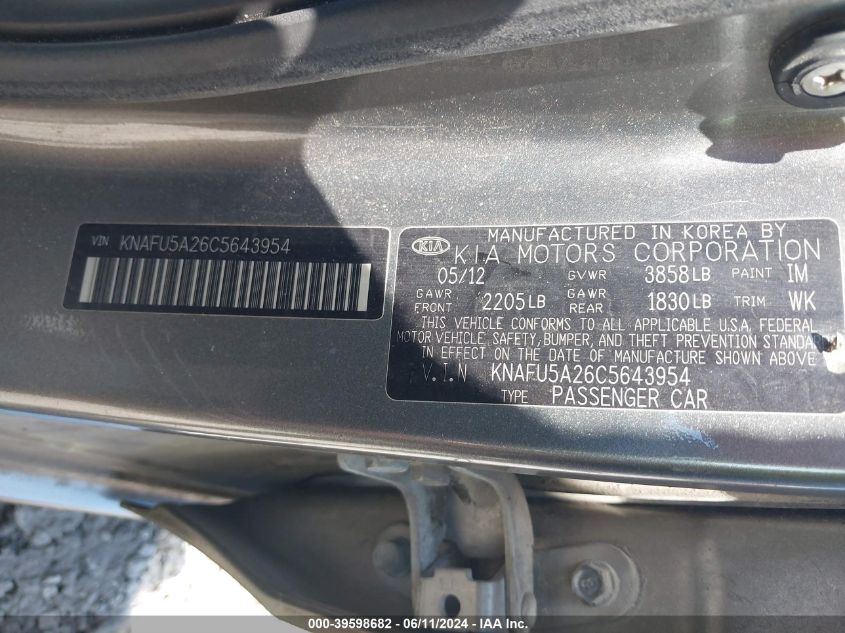 VIN KNAFU5A26C5643954
MANUFACTURED IN KOREA BY
KIA KIA MOTORS CORPORATION
05/12 GVWR 3858LB PAINT IM
GAWR FRONT 2205LB GAWR REAR 1830LB TRIM WK
THIS VEHICLE CONFORMS TO ALL APPLICABLE U.S.A. FEDERAL
MOTOR VEHICLE SAFETY, BUMPER, AND THEFT PREVENTION STANDA
IN EFFECT ON THE DATE OF MANUFACTURE SHOWN ABOVE
V.I.N KNAFU5A26C5643954
TYPE PASSENGER CAR
000-39598682 / 06/11/2024 - IAA Inc.